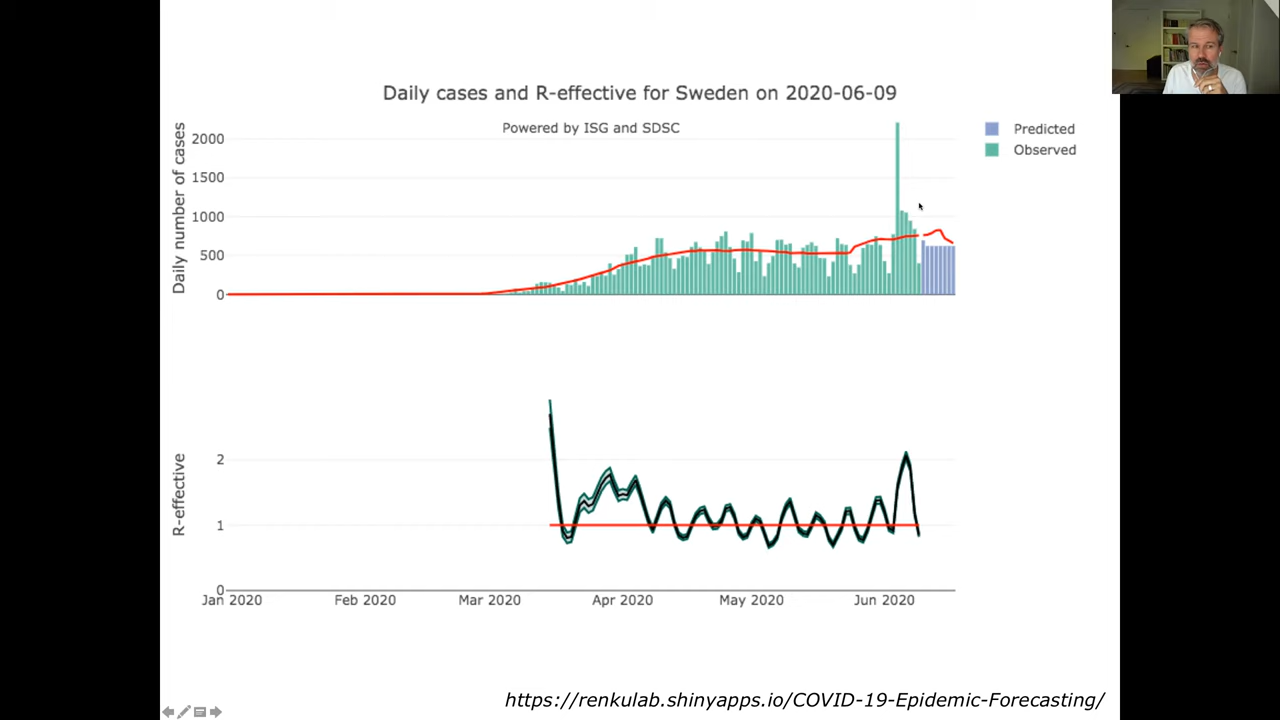 Daily cases and R-effective for Sweden on 2020-06-09
Powered by ISG and SDSC
Predicted
Observed
Daily number of cases
2000
1500
1000
500
0
R-effective
2
1
0
Jan 2020
Feb 2020
Mar 2020
Apr 2020
May 2020
Jun 2020
https://renkulab.shinyapps.io/COVID-19-Epidemic-Forecasting/